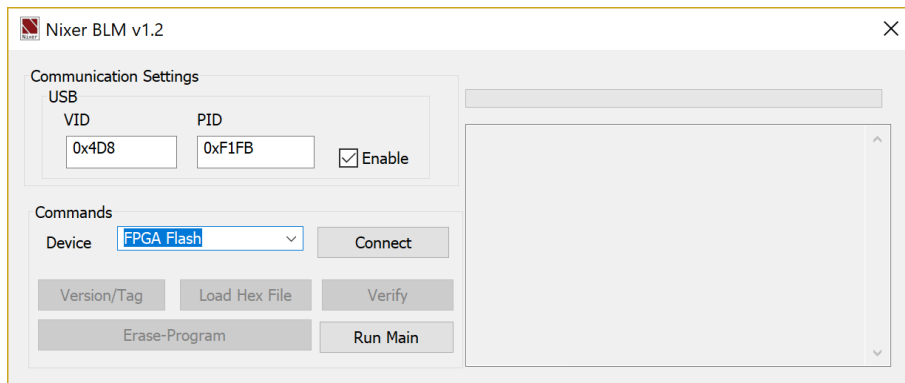 Nixer
Nixer BLM v1.2
Communication Settings
USB
VID PID
0x4D8 0xF1FB Enable
Commands
Device FPGA Flash Connect
Version/Tag Load Hex File Verify
Erase-Program Run Main